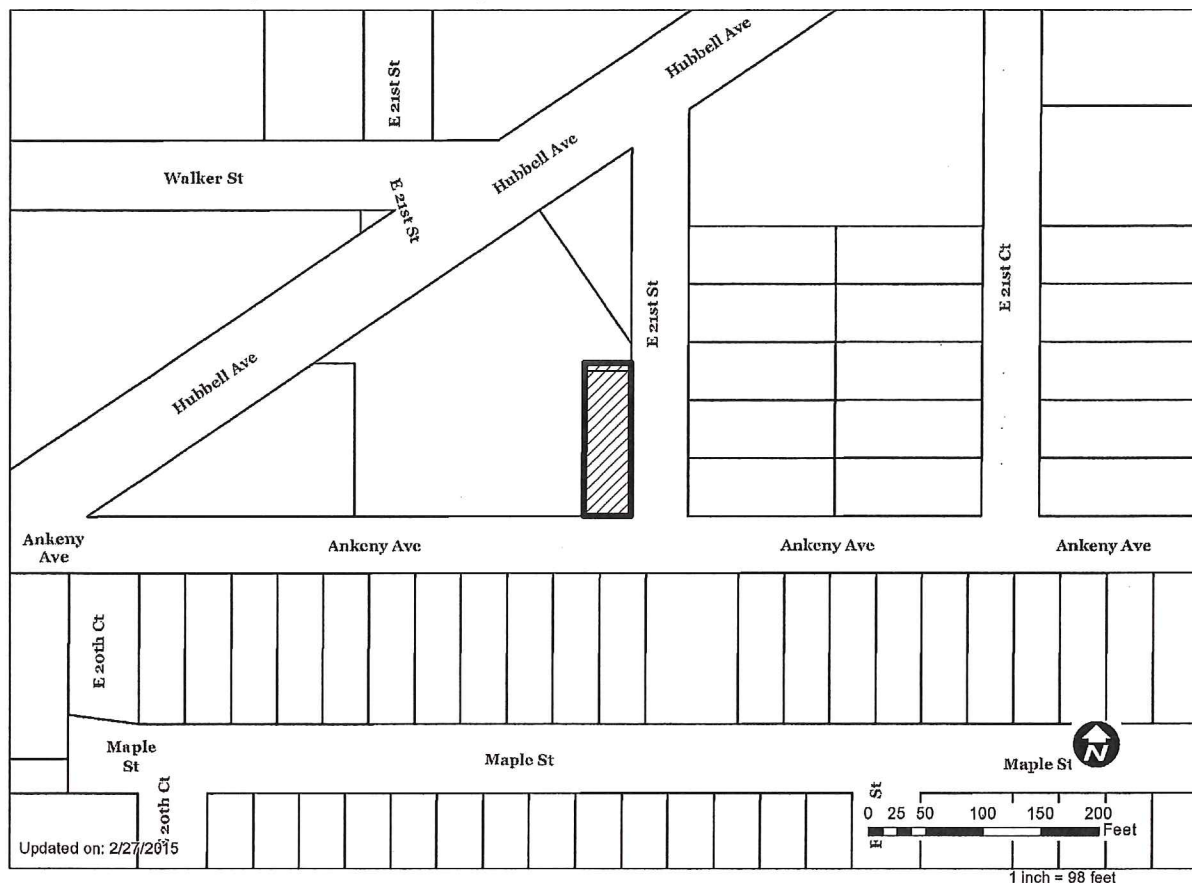 Hubbell Ave
E 21st St
Hubbell Ave
Walker St
E 21st St
E 21st St
E 21st Ct
Hubbell Ave
Ankeny
Ave
Ankeny Ave
Ankeny Ave
Ankeny Ave
E 20th Ct
N
Maple
St
Maple St
Maple St
E 20th Ct
E St
0 25 50 100 150 200
Feet
Updated on: 2/27/2015
1 inch = 98 feet